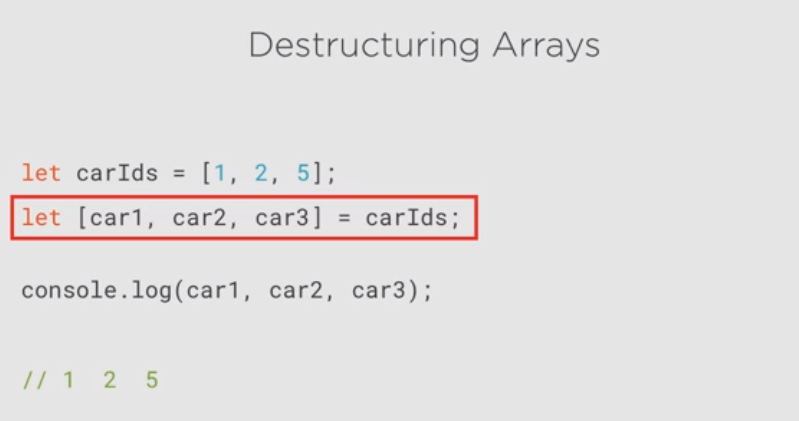 Destructuring Arrays
let carIds = [1, 2, 5];
let [car1, car2, car3] = carIds;
console.log(car1, car2, car3);
// 1 2 5